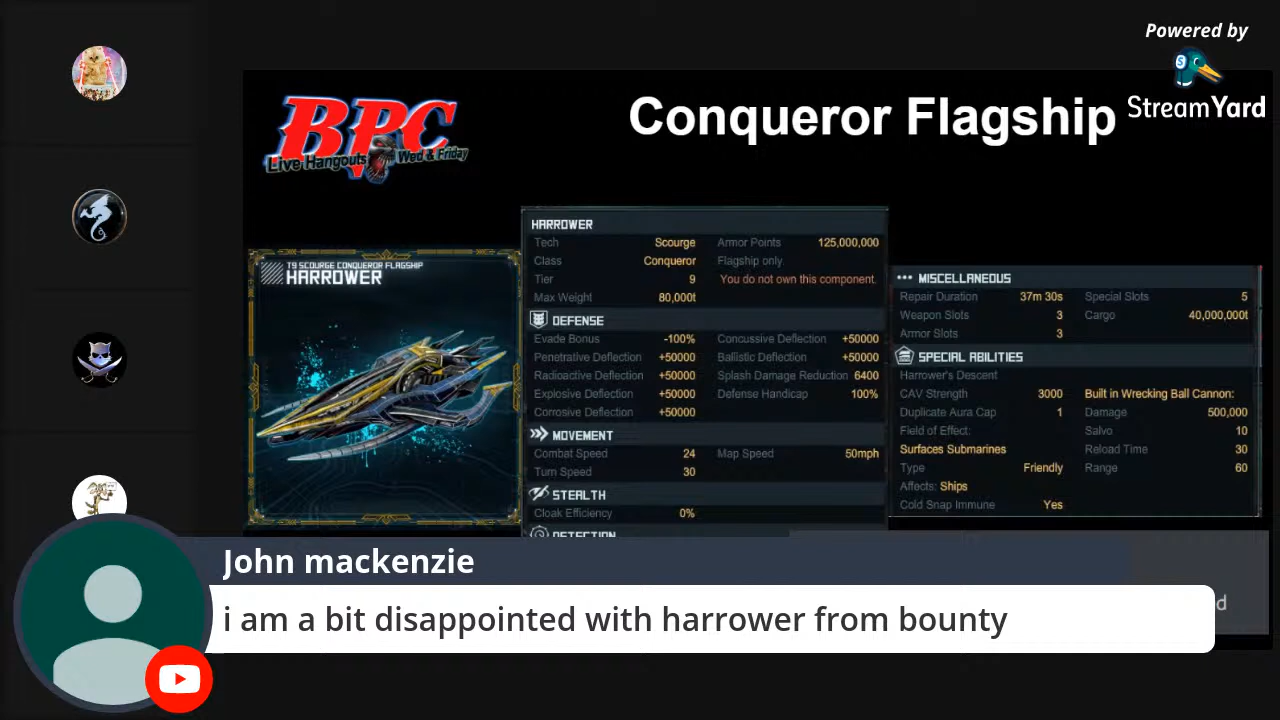 Powered by
StreamYard
BPC
Live Hangouts Wed & Friday
Conqueror Flagship
T9 SCOURGE CONQUEROR FLAGSHIP
HARROWER
HARROWER
Tech Scourge Armor Points 125,000,000
Class Conqueror Flagship only.
Tier 9 You do not own this component.
Max Weight 80,000t
DEFENSE
Evade Bonus -100% Concussive Deflection +50000
Penetrative Deflection +50000 Ballistic Deflection +50000
Radioactive Deflection +50000 Splash Damage Reduction 6400
Explosive Deflection +50000 Defense Handicap 100%
Corrosive Deflection +50000
MOVEMENT
Combat Speed 24 Map Speed 50mph
Turn Speed 30
STEALTH
Cloak Efficiency 0%
DETECTION
MISCELLANEOUS
Repair Duration 37m 30s Special Slots 5
Weapon Slots 3 Cargo 40,000,000t
Armor Slots 3
SPECIAL ABILITIES
Harrower's Descent
CAV Strength 3000 Built in Wrecking Ball Cannon:
Duplicate Aura Cap 1 Damage 500,000
Field of Effect: Salvo 10
Surfaces Submarines Reload Time 30
Type Friendly Range 60
Affects: Ships
Cold Snap Immune Yes
John mackenzie
i am a bit disappointed with harrower from bounty